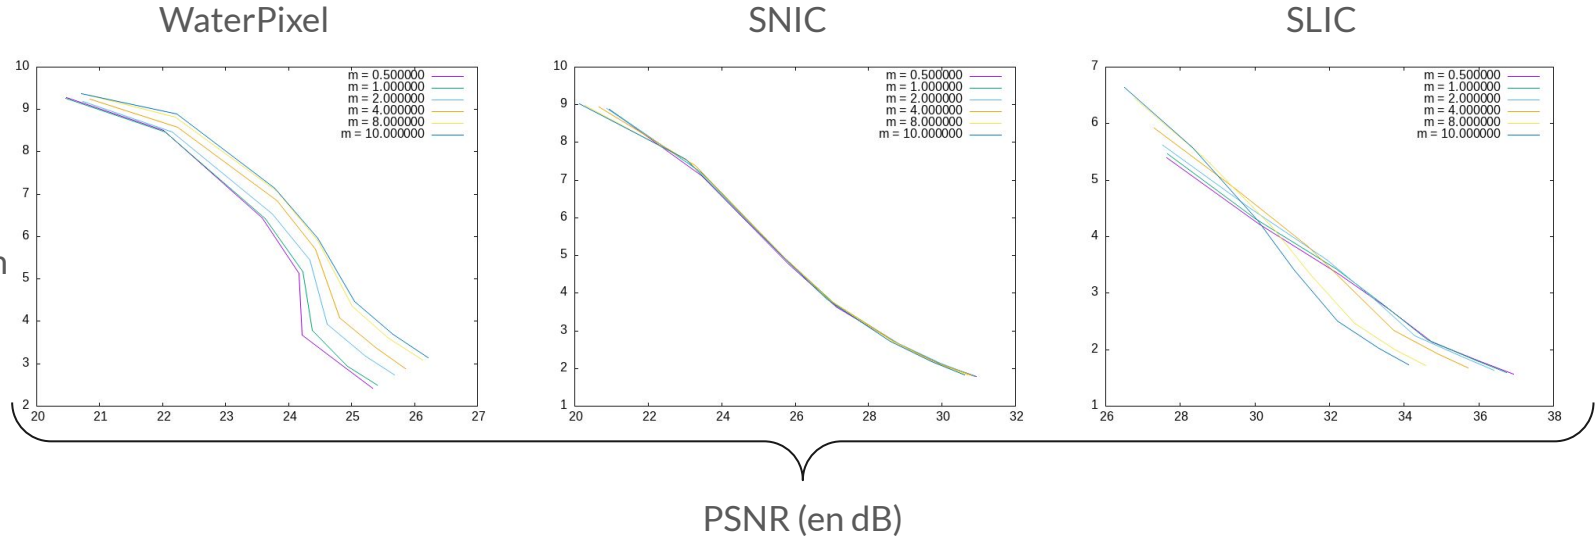 WaterPixel
SNIC
SLIC
10
9
8
7
6
5
4
3
2
20 21 22 23 24 25 26 27
m = 0.500000
m = 1.000000
m = 2.000000
m = 4.000000
m = 8.000000
m = 10.000000
10
9
8
7
6
5
4
3
2
1
20 22 24 26 28 30 32
m = 0.500000
m = 1.000000
m = 2.000000
m = 4.000000
m = 8.000000
m = 10.000000
7
6
5
4
3
2
1
26 28 30 32 34 36 38
m = 0.500000
m = 1.000000
m = 2.000000
m = 4.000000
m = 8.000000
m = 10.000000
PSNR (en dB)